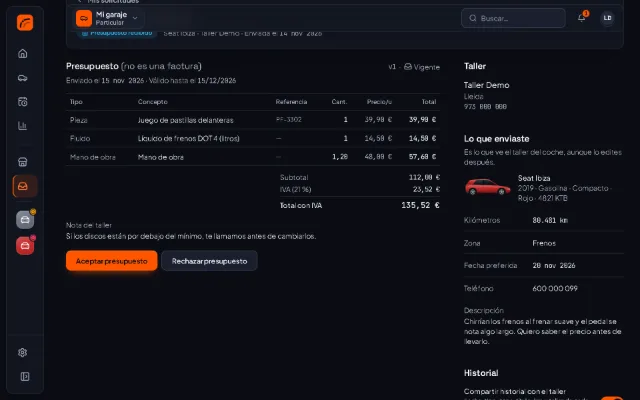 Mis solicitudes
Mi garaje
Particular
Buscar...
LD
Presupuesto recibido
Seat Ibiza · Taller Demo · Enviada el 14 nov 2026
Presupuesto (no es una factura)
v1 · Vigente
Enviado el 15 nov 2026 · Válido hasta el 15/12/2026
Tipo Concepto Referencia Cant. Precio/u Total
Pieza Juego de pastillas delanteras PF-3302 1 39,90 € 39,90 €
Fluido Líquido de frenos DOT 4 (litros) — 1 14,50 € 14,50 €
Mano de obra Mano de obra — 1,20 48,00 € 57,60 €
Subtotal 112,00 €
IVA (21 %) 23,52 €
Total con IVA 135,52 €
Nota del taller
Si los discos están por debajo del mínimo, te llamamos antes de cambiarlos.
Aceptar presupuesto
Rechazar presupuesto
Taller
Taller Demo
Lleida
973 000 000
Lo que enviaste
Es lo que ve el taller del coche, aunque lo edites
después.
Seat Ibiza
2019 · Gasolina · Compacto ·
Rojo · 4821 KTB
Kilómetros 80.481 km
Zona Frenos
Fecha preferida 20 nov 2026
Teléfono 600 000 099
Descripción
Chirrían los frenos al frenar suave y el pedal se
nota algo largo. Quiero saber el precio antes de
llevarlo.
Historial
Compartir historial con el taller